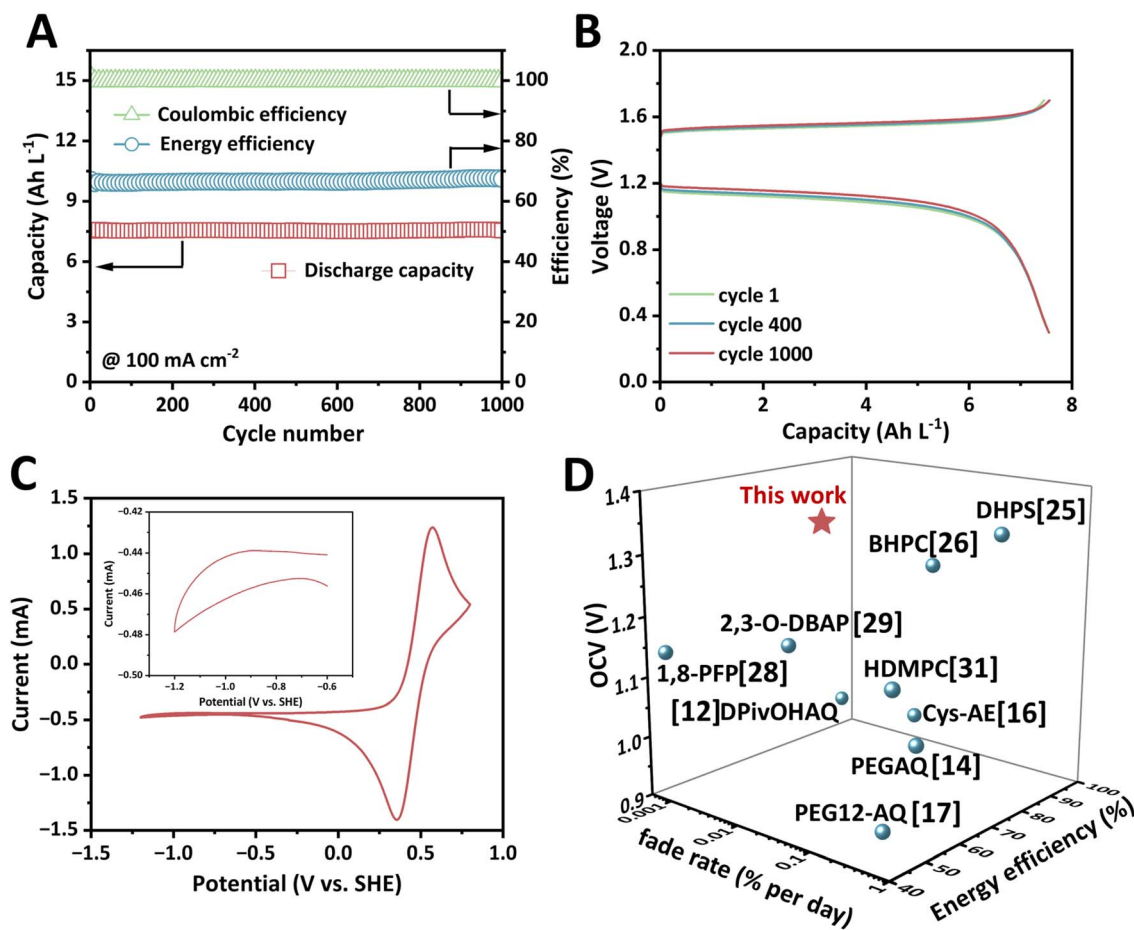 A
Capacity (Ah L⁻¹)
15
12
9
6
3
0
Coulombic efficiency
Energy efficiency
Discharge capacity
@ 100 mA cm⁻²
100
80
60
40
20
0
Efficiency (%)
0 200 400 600 800 1000
Cycle number
B
Voltage (V)
2.0
1.6
1.2
0.8
0.4
0.0
cycle 1
cycle 400
cycle 1000
0 2 4 6 8
Capacity (Ah L⁻¹)
C
Current (mA)
1.5
1.0
0.5
0.0
−0.5
−1.0
−1.5
Current (mA)
−0.42
−0.44
−0.46
−0.48
−0.50
−1.2 −1.0 −0.8 −0.6
Potential (V vs. SHE)
−1.5 −1.0 −0.5 0.0 0.5 1.0
Potential (V vs. SHE)
D
OCV (V)
1.4
1.3
1.2
1.1
1.0
0.9
This work
DHPS[25]
BHPC[26]
2,3-O-DBAP [29]
1,8-PFP[28]
HDMPC[31]
[12]DPivOHAQ
Cys-AE [16]
PEGAQ [14]
PEG12-AQ [17]
0.001
0.01
0.1
1
fade rate (% per day)
40
50
60
70
80
90
100
Energy efficiency (%)